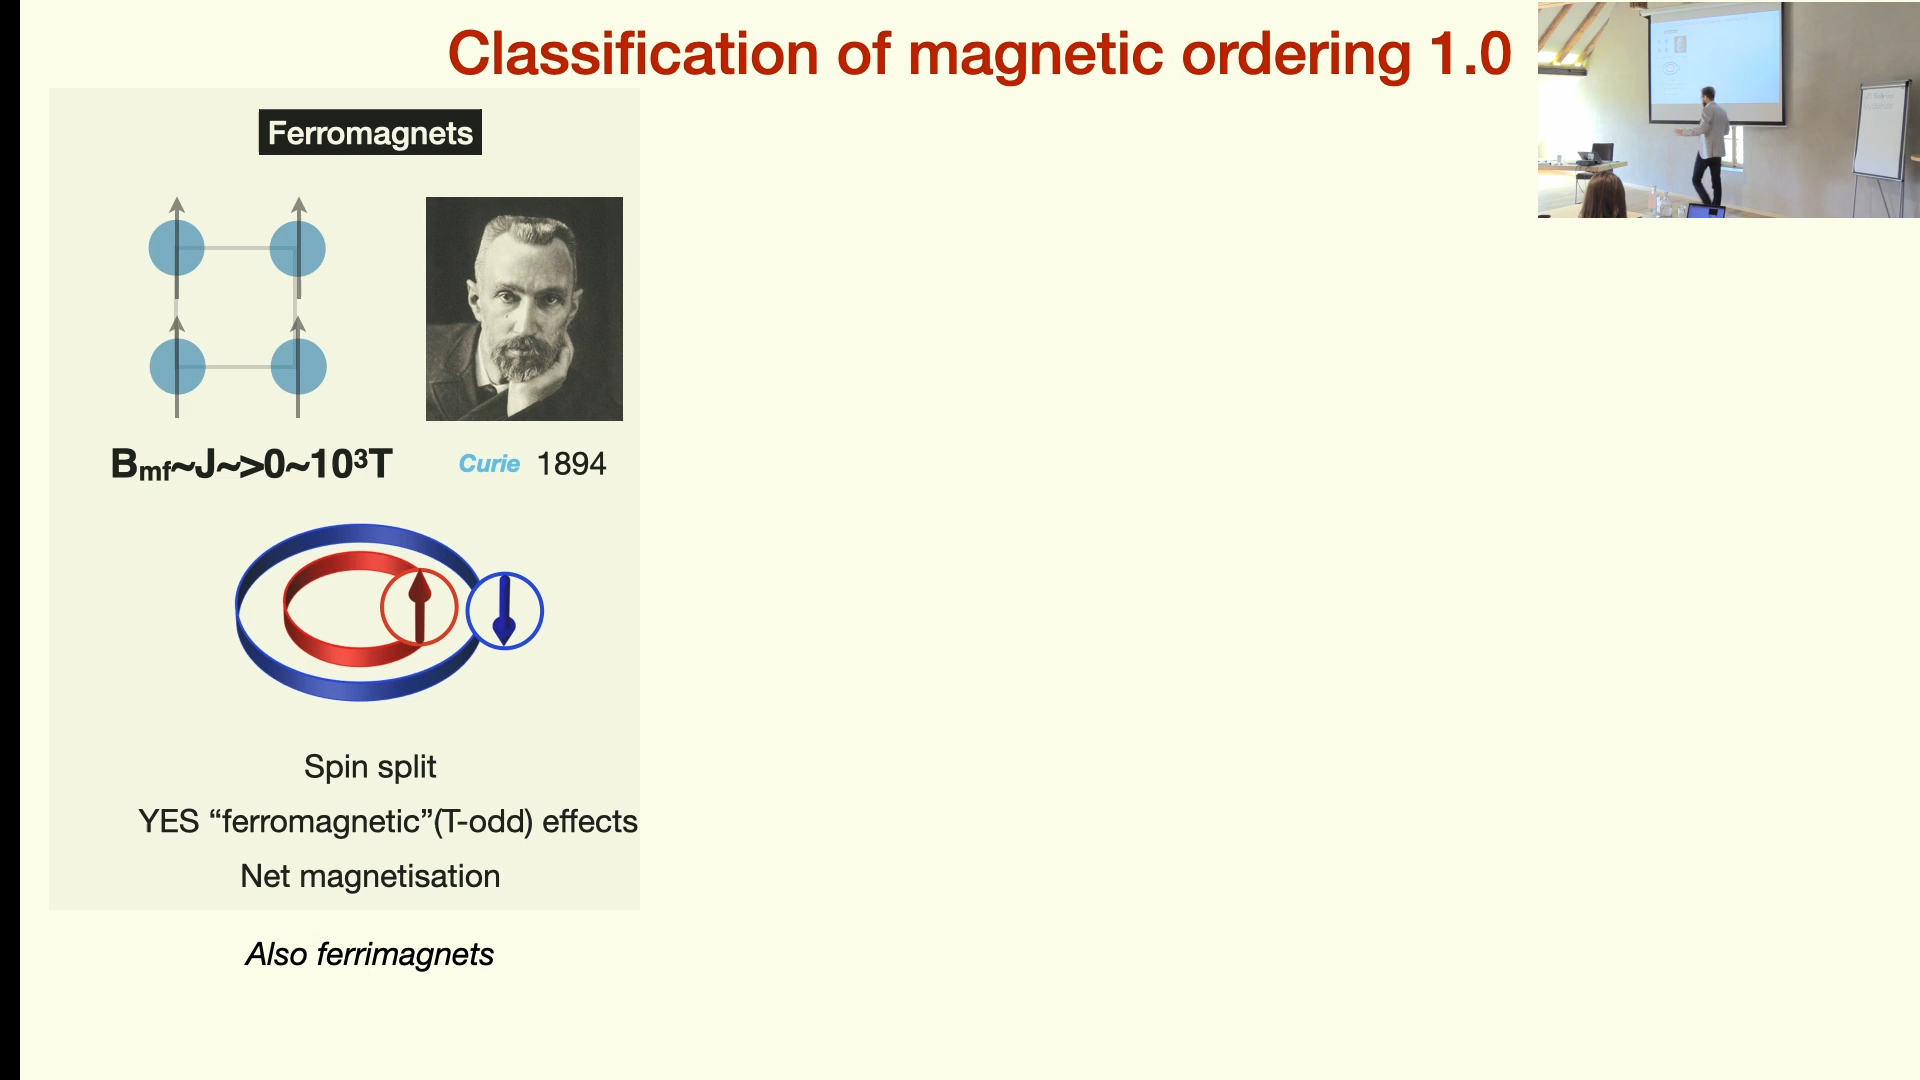 Classification of magnetic ordering 1.0
Ferromagnets
Bmf~J~>0~10³T
Curie 1894
Spin split
YES “ferromagnetic”(T-odd) effects
Net magnetisation
Also ferrimagnets